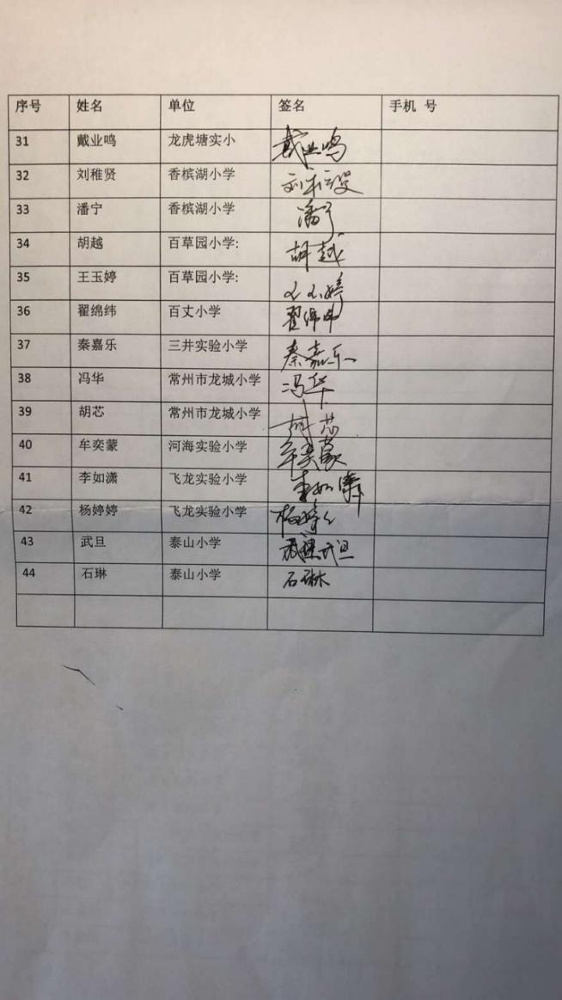 序号 姓名 单位 签名 手机 号
31 戴业鸣 龙虎塘实小 戴业鸣
32 刘稚贤 香槟湖小学
33 潘宁 香槟湖小学 潘宁
34 胡越 百草园小学: 胡越
35 王玉婷 百草园小学: 王玉婷
36 翟绵纬 百丈小学 翟绵纬
37 秦嘉乐 三井实验小学 秦嘉乐
38 冯华 常州市龙城小学 冯华
39 胡芯 常州市龙城小学 胡芯
40 牟奕蒙 河海实验小学 牟奕蒙
41 李如潇 飞龙实验小学 李如潇
42 杨婷婷 飞龙实验小学 杨婷婷
43 武旦 泰山小学 武旦
44 石琳 泰山小学 石琳